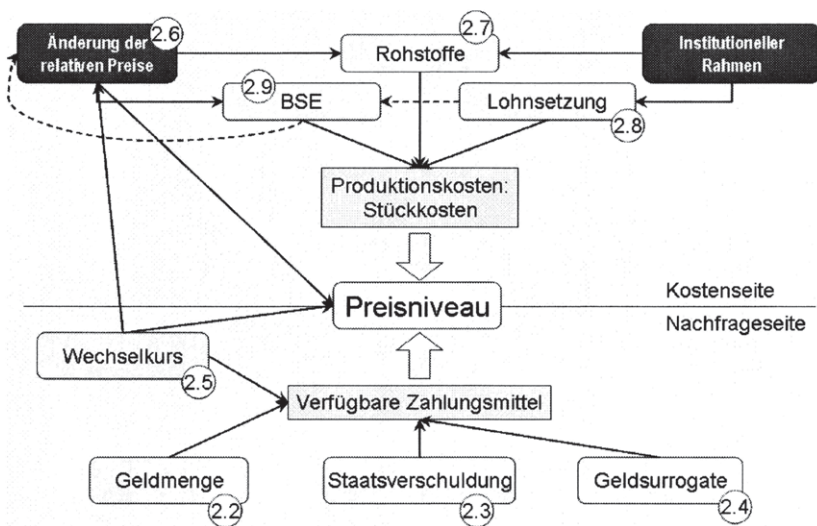 Änderung der
relativen Preise
2.6
2.7
Rohstoffe
Institutioneller
Rahmen
2.9
BSE
Lohnsetzung
2.8
Produktionskosten:
Stückkosten
Preisniveau
Kostenseite
Nachfrageseite
Wechselkurs
2.5
Verfügbare Zahlungsmittel
Geldmenge
2.2
Staatsverschuldung
2.3
Geldsurrogate
2.4